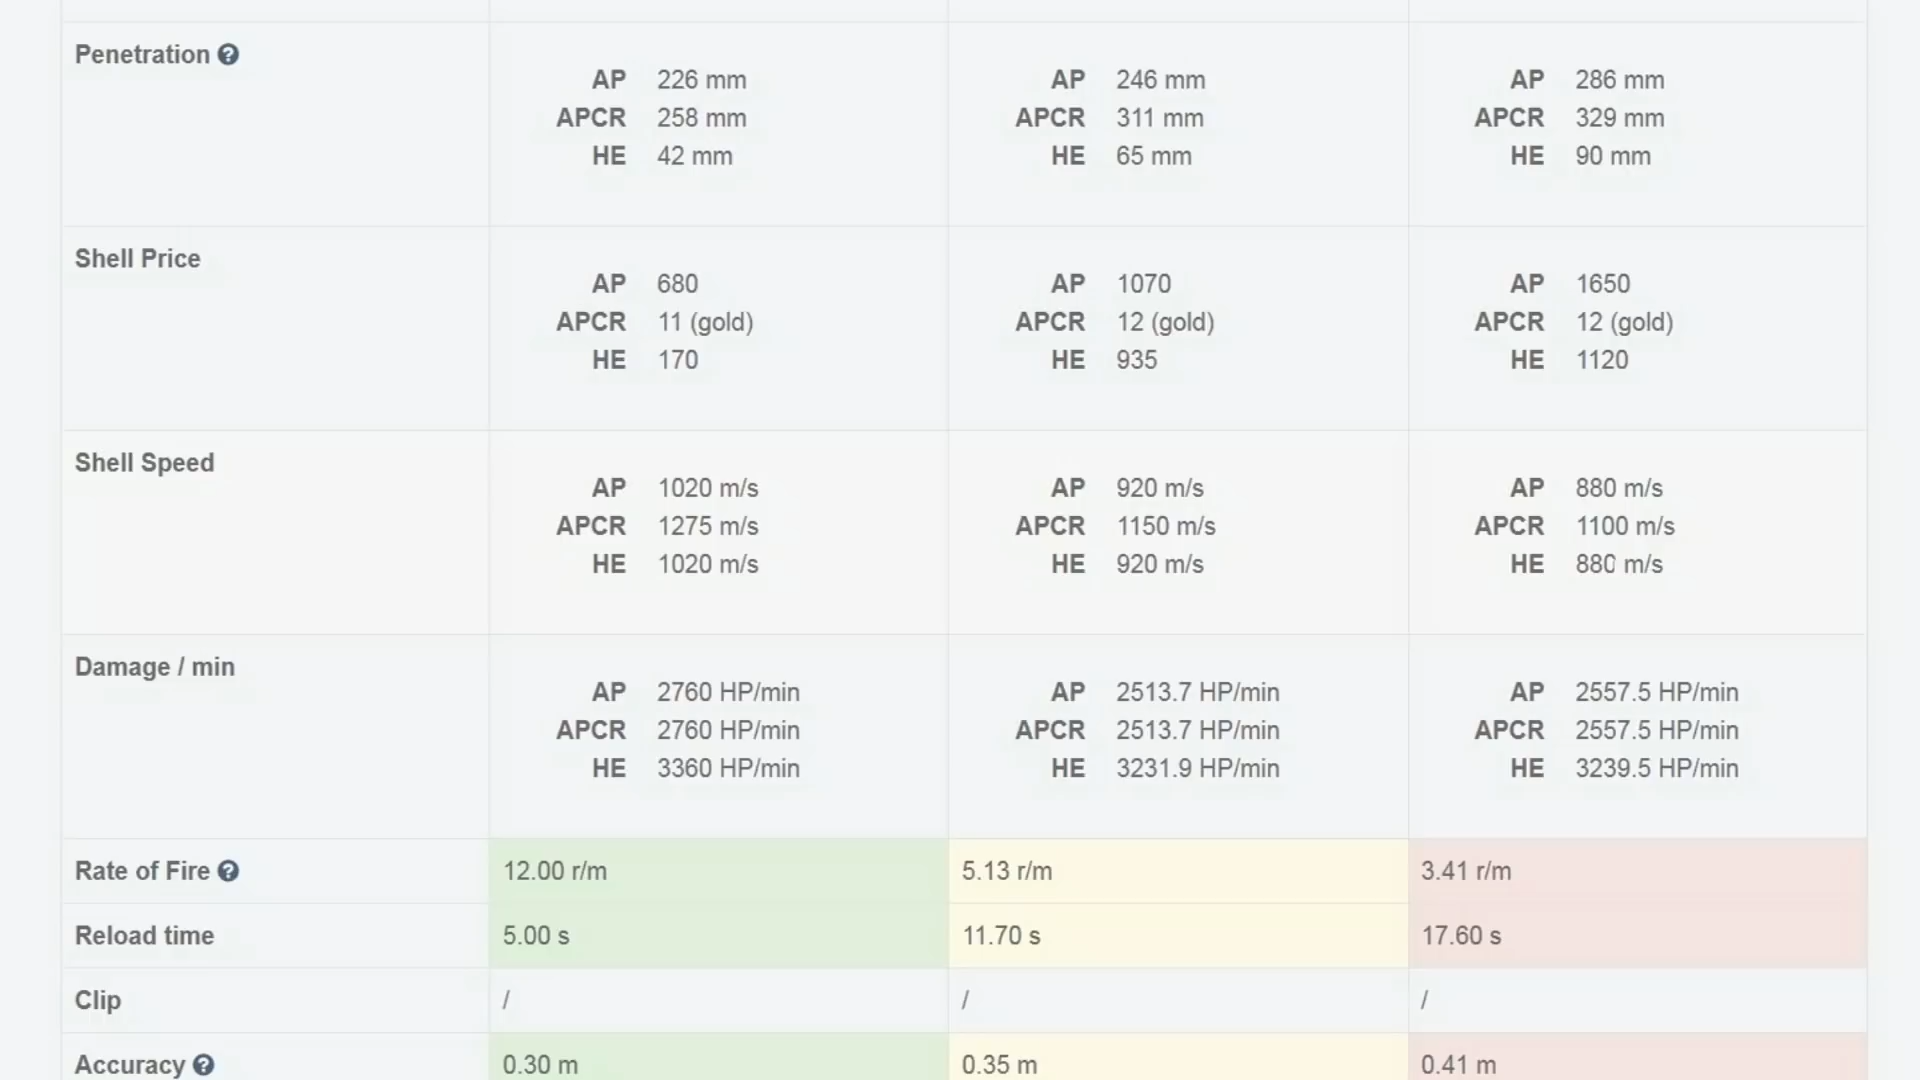 Penetration
AP 226 mm AP 246 mm AP 286 mm
APCR 258 mm APCR 311 mm APCR 329 mm
HE 42 mm HE 65 mm HE 90 mm
Shell Price
AP 680 AP 1070 AP 1650
APCR 11 (gold) APCR 12 (gold) APCR 12 (gold)
HE 170 HE 935 HE 1120
Shell Speed
AP 1020 m/s AP 920 m/s AP 880 m/s
APCR 1275 m/s APCR 1150 m/s APCR 1100 m/s
HE 1020 m/s HE 920 m/s HE 880 m/s
Damage / min
AP 2760 HP/min AP 2513.7 HP/min AP 2557.5 HP/min
APCR 2760 HP/min APCR 2513.7 HP/min APCR 2557.5 HP/min
HE 3360 HP/min HE 3231.9 HP/min HE 3239.5 HP/min
Rate of Fire 12.00 r/m 5.13 r/m 3.41 r/m
Reload time 5.00 s 11.70 s 17.60 s
Clip / / /
Accuracy 0.30 m 0.35 m 0.41 m